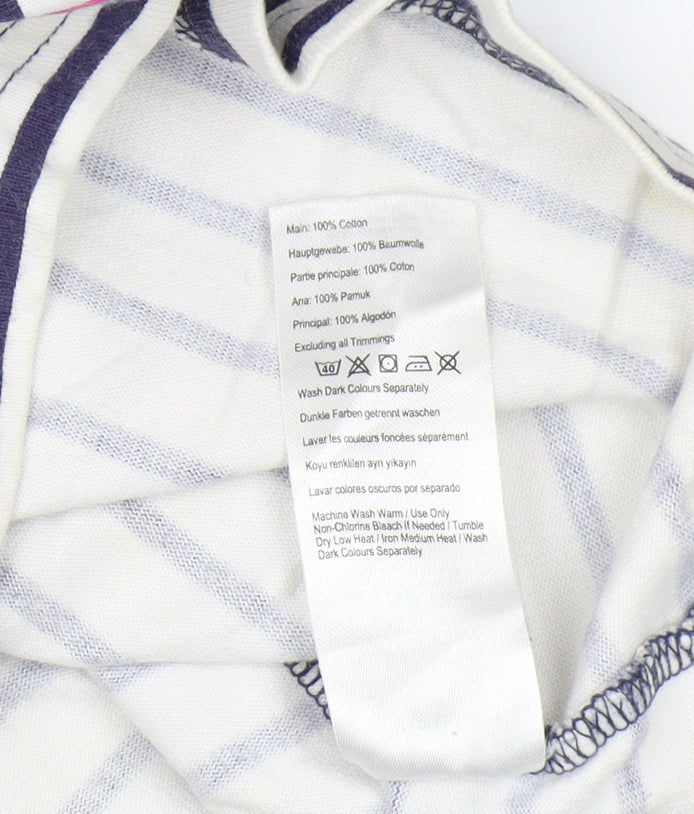 Main: 100% Cotton
Hauptgewebe: 100% Baumwolle
Partie principale: 100% Coton
Ana: 100% Pamuk
Principal: 100% Algodón
Excluding all Trimmings
40
Wash Dark Colours Separately
Dunkle Farben getrennt waschen
Laver les couleurs foncées séparément
Koyu renklileri ayrı yıkayın
Lavar colores oscuros por separado
Machine Wash Warm / Use Only
Non-Chlorine Bleach If Needed / Tumble
Dry Low Heat / Iron Medium Heat / Wash
Dark Colours Separately